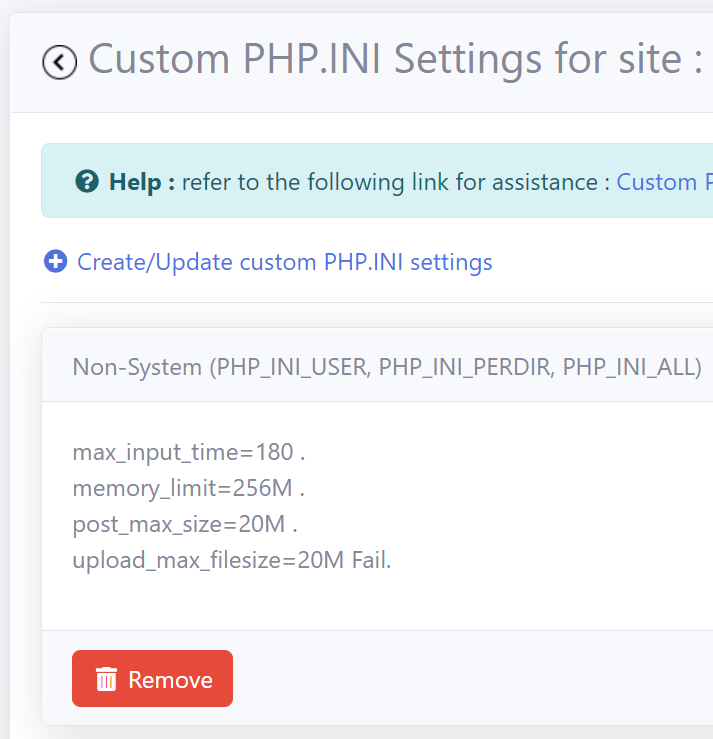 Custom PHP.INI Settings for site :
Help : refer to the following link for assistance : Custom
Create/Update custom PHP.INI settings
Non-System (PHP_INI_USER, PHP_INI_PERDIR, PHP_INI_ALL)
max_input_time=180 .
memory_limit=256M .
post_max_size=20M .
upload_max_filesize=20M Fail.
Remove